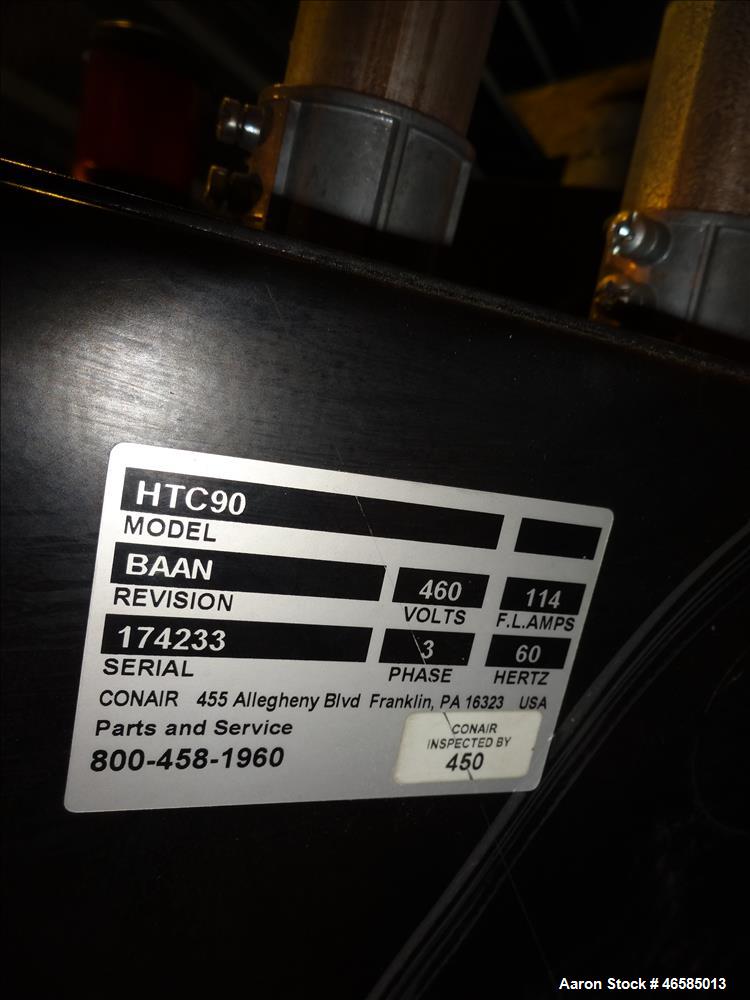 HTC90
MODEL
BAAN
REVISION
460
VOLTS
114
F.L.AMPS
174233
SERIAL
3
PHASE
60
HERTZ
CONAIR 455 Allegheny Blvd Franklin, PA 16323 USA
Parts and Service
800-458-1960
CONAIR
INSPECTED BY
450
Aaron Stock # 46585013